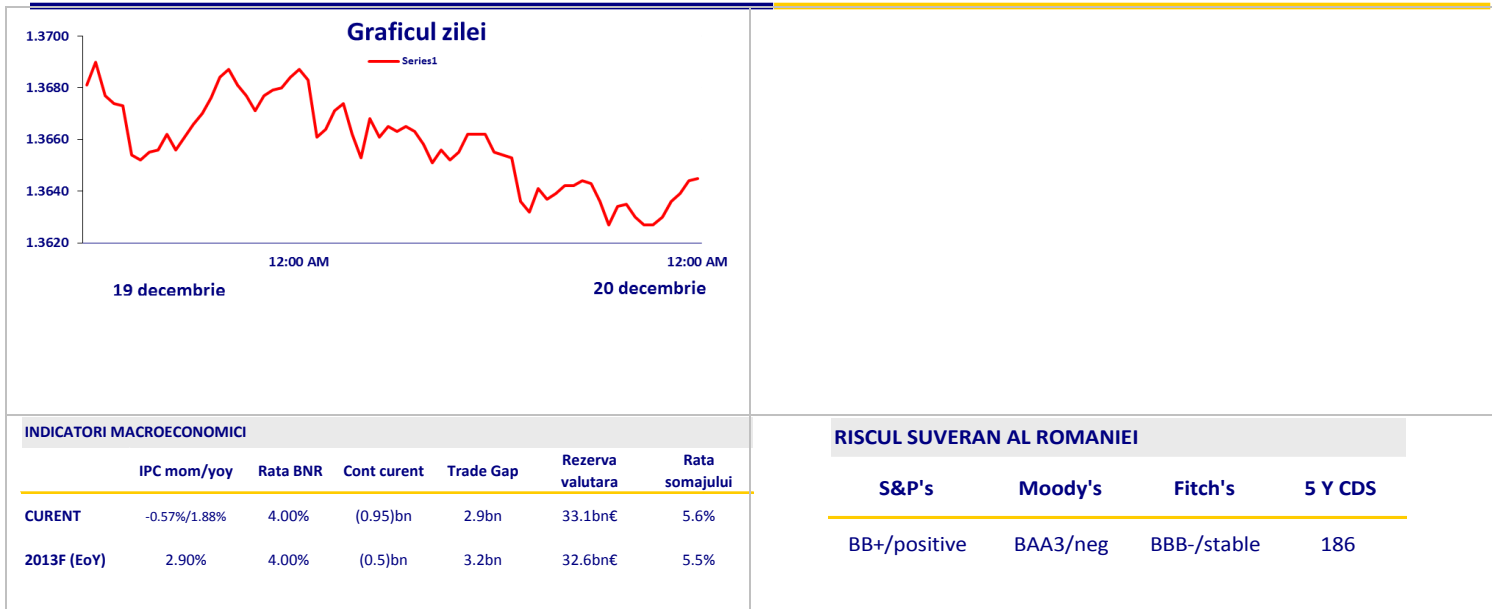 Graficul zilei
Series1
1.3700
1.3680
1.3660
1.3640
1.3620
12:00 AM 12:00 AM
19 decembrie 20 decembrie
INDICATORI MACROECONOMICI
IPC mom/yoy Rata BNR Cont curent Trade Gap Rezerva valutara Rata somajului
CURENT -0.57%/1.88% 4.00% (0.95)bn 2.9bn 33.1bn€ 5.6%
2013F (EoY) 2.90% 4.00% (0.5)bn 3.2bn 32.6bn€ 5.5%
RISCUL SUVERAN AL ROMANIEI
S&P's Moody's Fitch's 5 Y CDS
BB+/positive BAA3/neg BBB-/stable 186